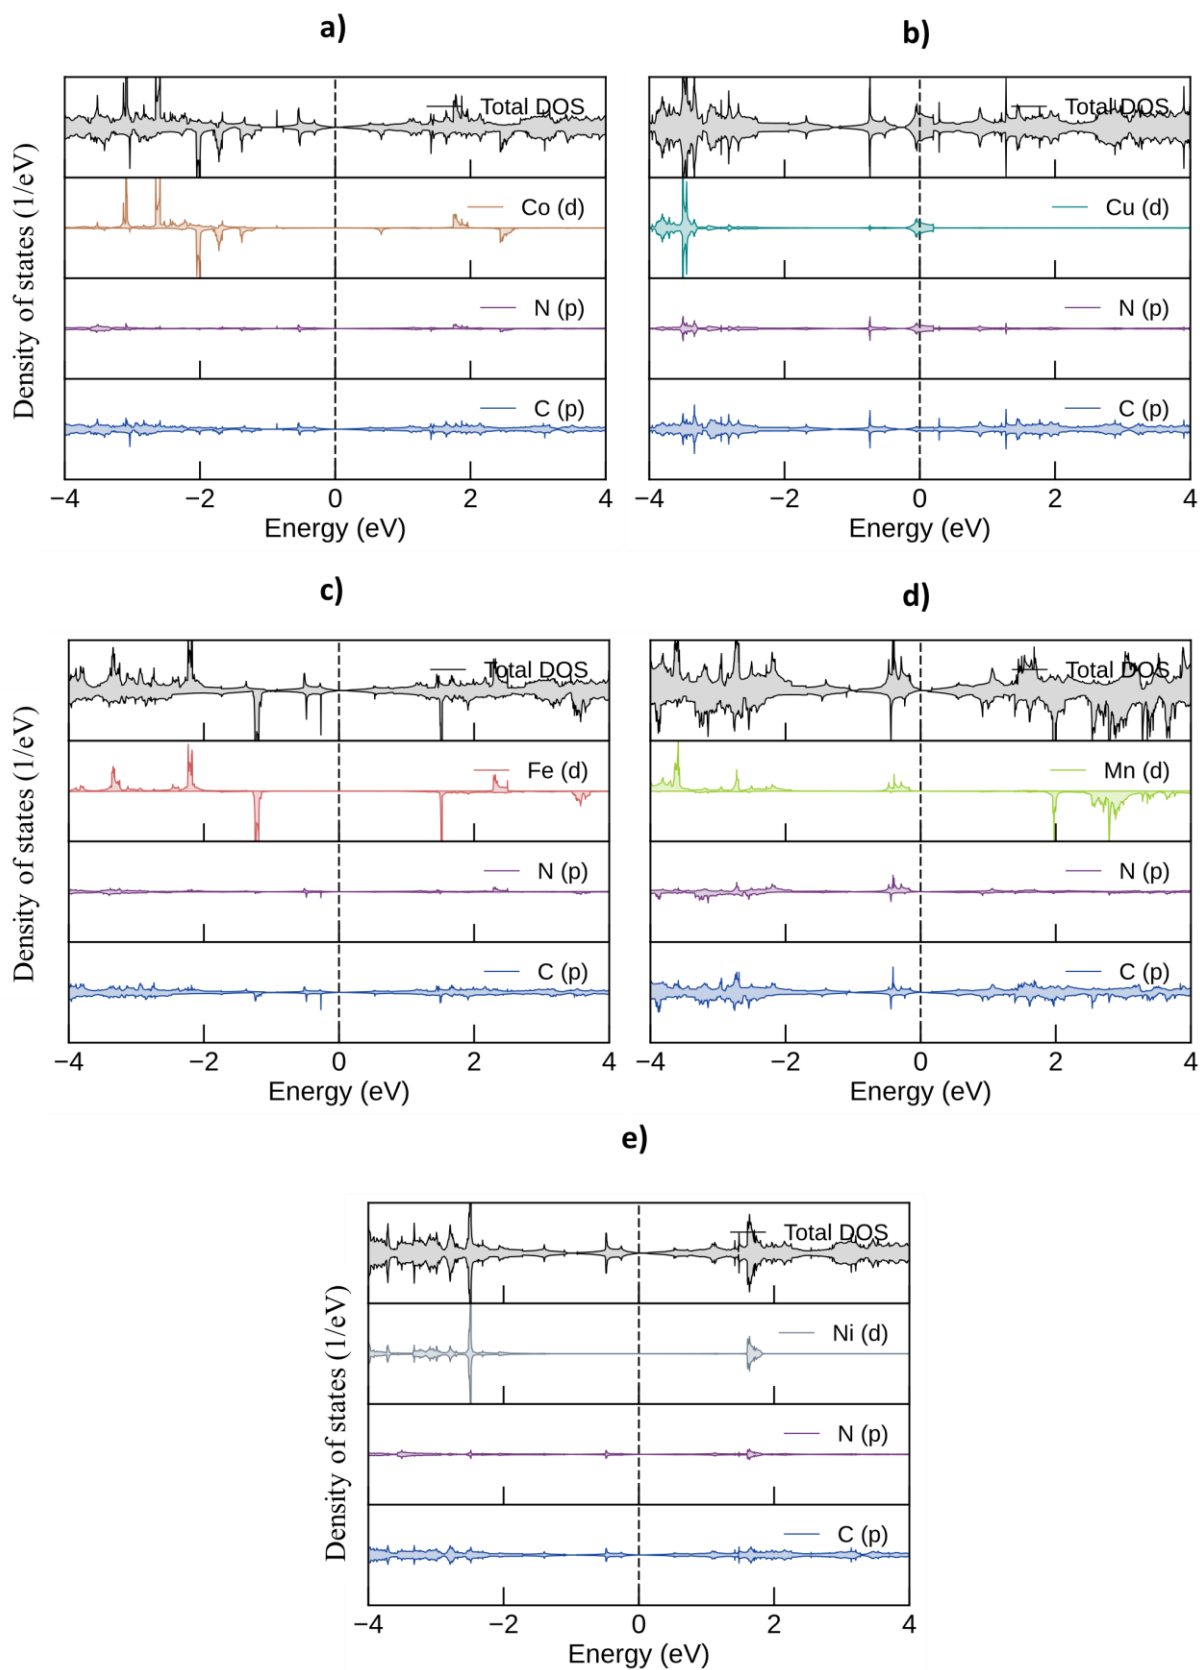 a)
Density of states (1/eV)
Total DOS
Co (d)
N (p)
C (p)
−4 −2 0 2 4
Energy (eV)
b)
Total DOS
Cu (d)
N (p)
C (p)
−4 −2 0 2 4
Energy (eV)
c)
Density of states (1/eV)
Total DOS
Fe (d)
N (p)
C (p)
−4 −2 0 2 4
Energy (eV)
d)
Total DOS
Mn (d)
N (p)
C (p)
−4 −2 0 2 4
Energy (eV)
e)
Density of states (1/eV)
Total DOS
Ni (d)
N (p)
C (p)
−4 −2 0 2 4
Energy (eV)